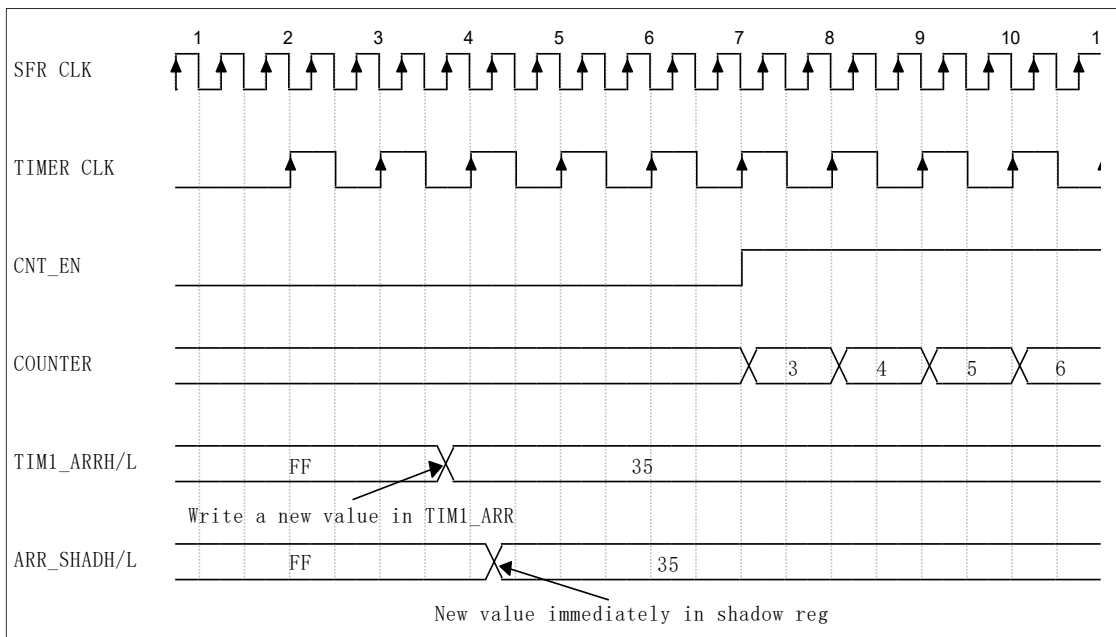 1 2 3 4 5 6 7 8 9 10 1
SFR CLK
TIMER CLK
CNT_EN
COUNTER 3 4 5 6
TIM1_ARRH/L FF 35
Write a new value in TIM1_ARR
ARR_SHADH/L FF 35
New value immediately in shadow reg